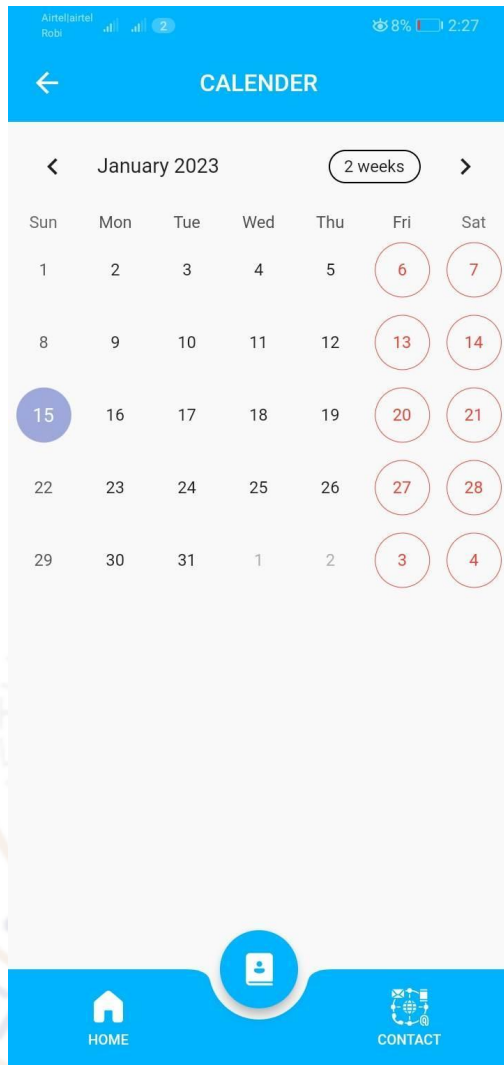 Airtellairtel
Robi 2 8% 2:27
CALENDER
January 2023 2 weeks
Sun Mon Tue Wed Thu Fri Sat
1 2 3 4 5 6 7
8 9 10 11 12 13 14
15 16 17 18 19 20 21
22 23 24 25 26 27 28
29 30 31 1 2 3 4
HOME CONTACT